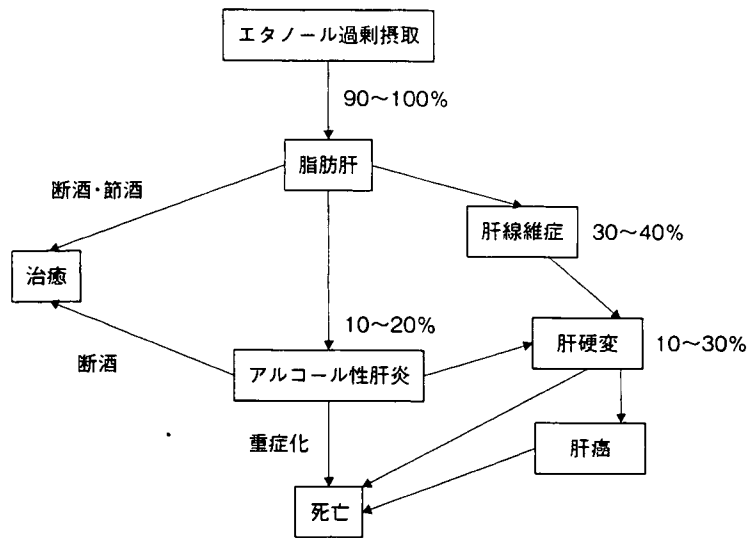 エタノール過剰摂取
90〜100%
脂肪肝
断酒・節酒
肝線維症
30〜40%
治癒
10〜20%
肝硬変
10〜30%
アルコール性肝炎
断酒
重症化
肝癌
死亡